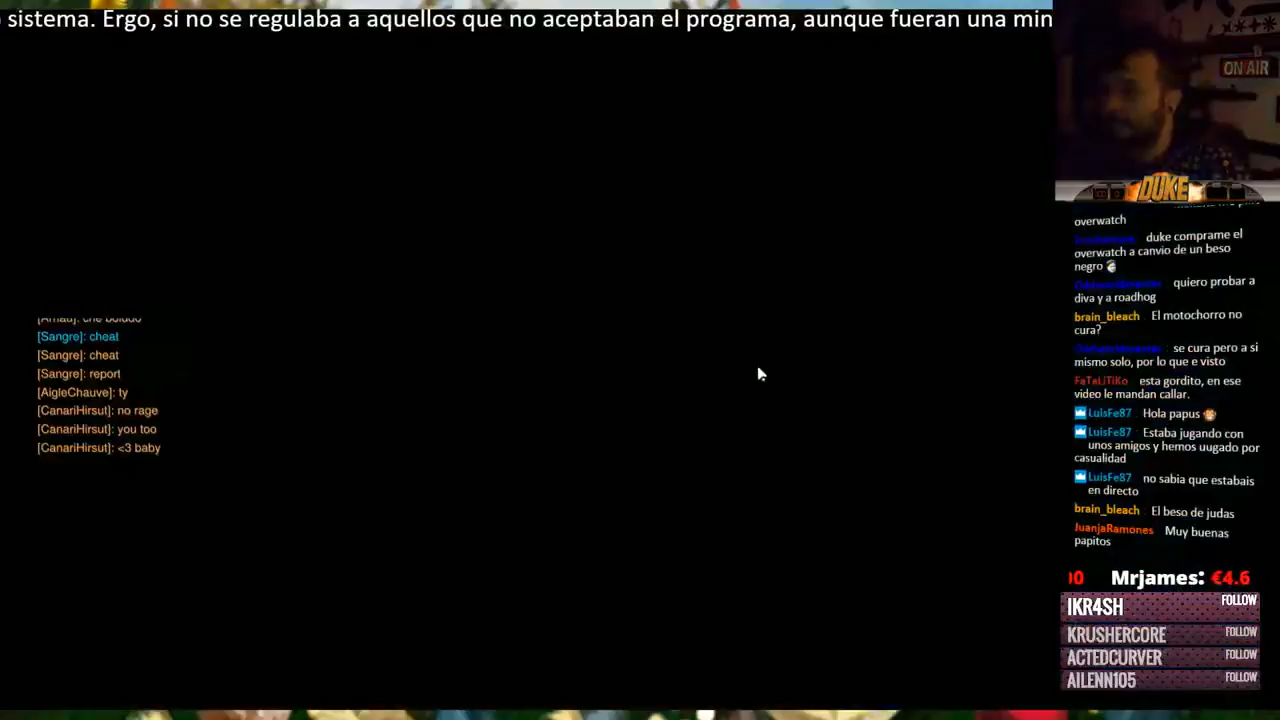 sistema. Ergo, si no se regulaba a aquellos que no aceptaban el programa, aunque fueran una min
ON AIR
DUKE
overwatch
duke comprame el
overwatch a canvio de un beso
negro
quiero probar a
diva y a roadhog
brain_bleach El motochorro no
cura?
se cura pero a si
mismo solo, por lo que e visto
FaTaLiTiKo esta gordito, en ese
video le mandan callar.
LuisFe87 Hola papus
LuisFe87 Estaba jugando con
unos amigos y hemos uugado por
casualidad
LuisFe87 no sabia que estabais
en directo
brain_bleach El beso de judas
JuanjaRamones Muy buenas
papitos
[Arnau]: che boludo
[Sangre]: cheat
[Sangre]: cheat
[Sangre]: report
[AigleChauve]: ty
[CanariHirsut]: no rage
[CanariHirsut]: you too
[CanariHirsut]: <3 baby
00 Mrjames: €4.6
IKR4SH FOLLOW
KRUSHERCORE FOLLOW
ACTEDCURVER FOLLOW
AILENN105 FOLLOW